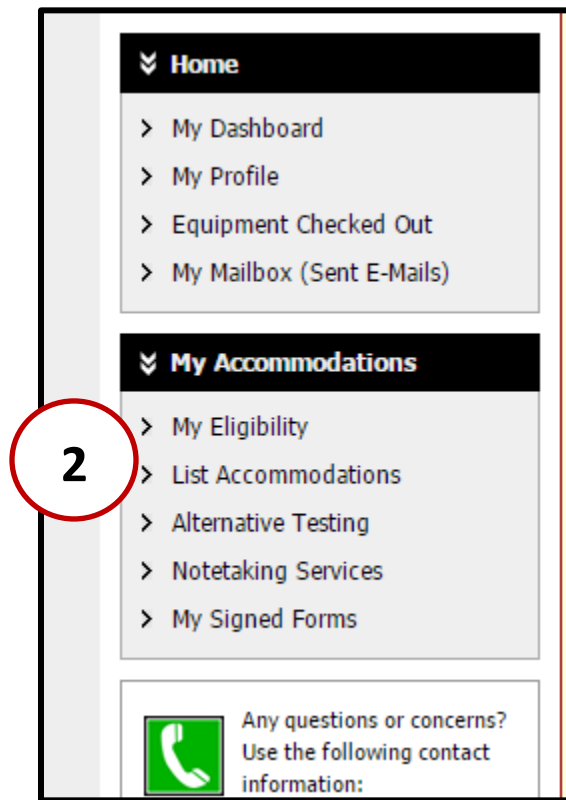 Home
My Dashboard
My Profile
Equipment Checked Out
My Mailbox (Sent E-Mails)
My Accommodations
My Eligibility
2
List Accommodations
Alternative Testing
Notetaking Services
My Signed Forms
Any questions or concerns?
Use the following contact
information: